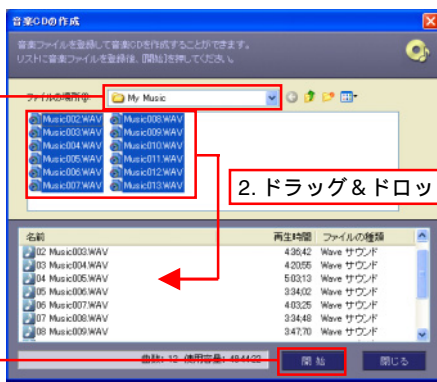 音楽CDの作成
音楽ファイルを登録して音楽CDを作成することができます。
リストに音楽ファイルを登録後、[開始]を押してください。
ファイルの場所(I):
My Music
Music002.WAV Music008.WAV
Music003.WAV Music009.WAV
Music004.WAV Music010.WAV
Music005.WAV Music011.WAV
Music006.WAV Music012.WAV
Music007.WAV Music013.WAV
2. ドラッグ&ドロッ
名前 再生時間 ファイルの種類
02 Music003.WAV 4:36;42 Wave サウンド
03 Music004.WAV 4:20;55 Wave サウンド
04 Music005.WAV 5:03;13 Wave サウンド
05 Music006.WAV 3:34;02 Wave サウンド
06 Music007.WAV 4:03;25 Wave サウンド
07 Music008.WAV 3:34;48 Wave サウンド
08 Music009.WAV 3:47;70 Wave サウンド
曲数: 12 使用容量:
開始 閉じる